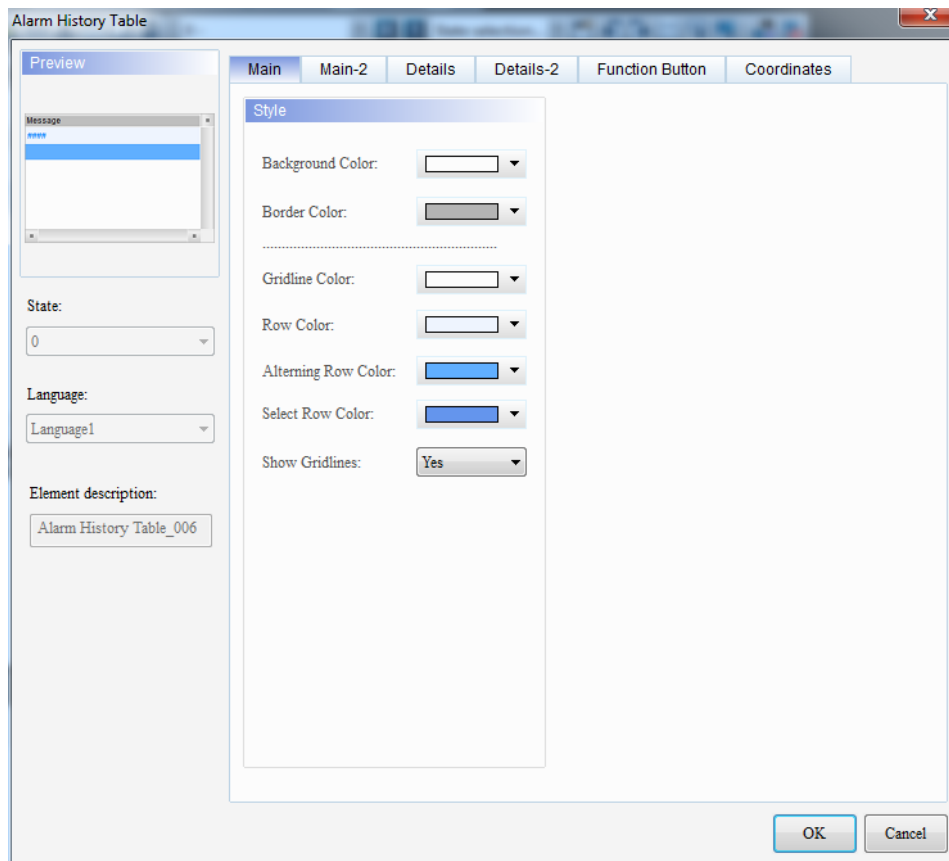 Alarm History Table
Preview
Message
####
State:
0
Language:
Language1
Element description:
Alarm History Table_006
Main Main-2 Details Details-2 Function Button Coordinates
Style
Background Color:
Border Color:
Gridline Color:
Row Color:
Alterning Row Color:
Select Row Color:
Show Gridlines: Yes
OK Cancel